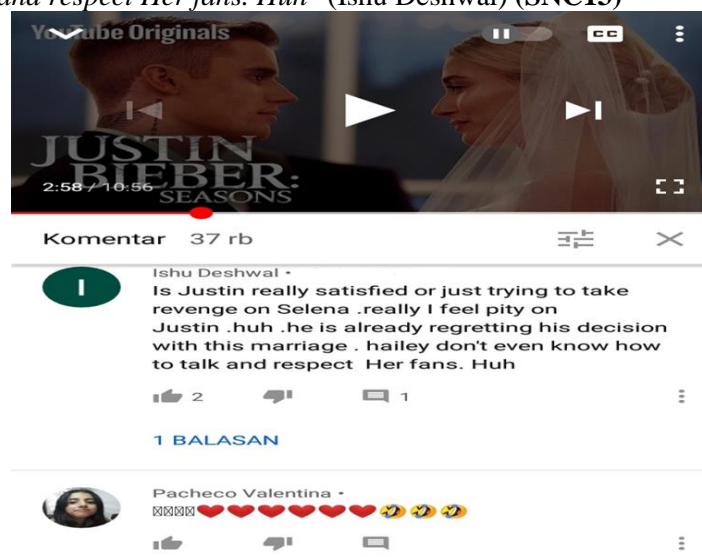 and respect Her fans. Huh" (Ishu Deshwal) (SNC15)
YouTube Originals
CC
JUSTIN
BIEBER:
SEASONS
2:58 / 10:56
Komentar 37 rb
I
Ishu Deshwal •
Is Justin really satisfied or just trying to take
revenge on Selena .really I feel pity on
Justin .huh .he is already regretting his decision
with this marriage . hailey don't even know how
to talk and respect Her fans. Huh
2 1
1 BALASAN
Pacheco Valentina •
❤️❤️❤️❤️❤️❤️🤣🤣🤣